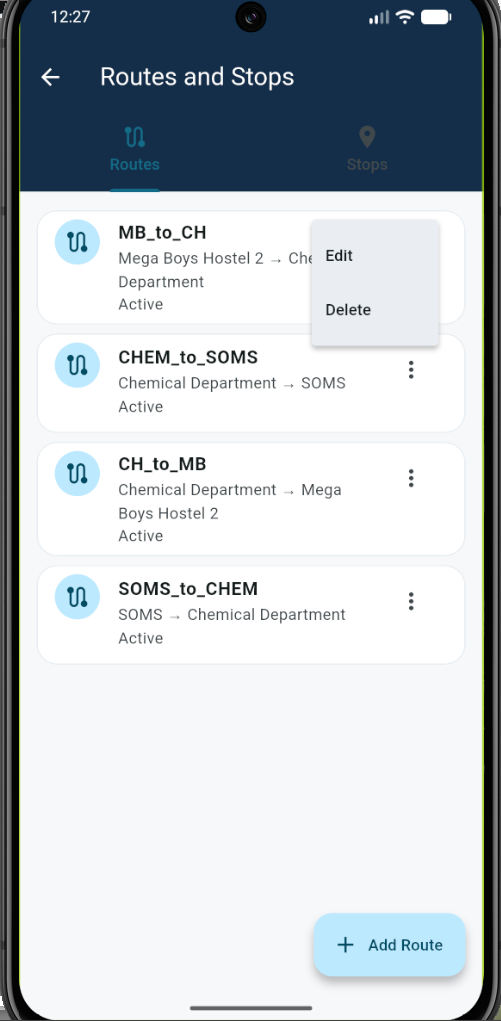 12:27
Routes and Stops
Routes
Stops
MB_to_CH
Mega Boys Hostel 2 → Che
Department
Active
Edit
Delete
CHEM_to_SOMS
Chemical Department → SOMS
Active
CH_to_MB
Chemical Department → Mega
Boys Hostel 2
Active
SOMS_to_CHEM
SOMS → Chemical Department
Active
+ Add Route